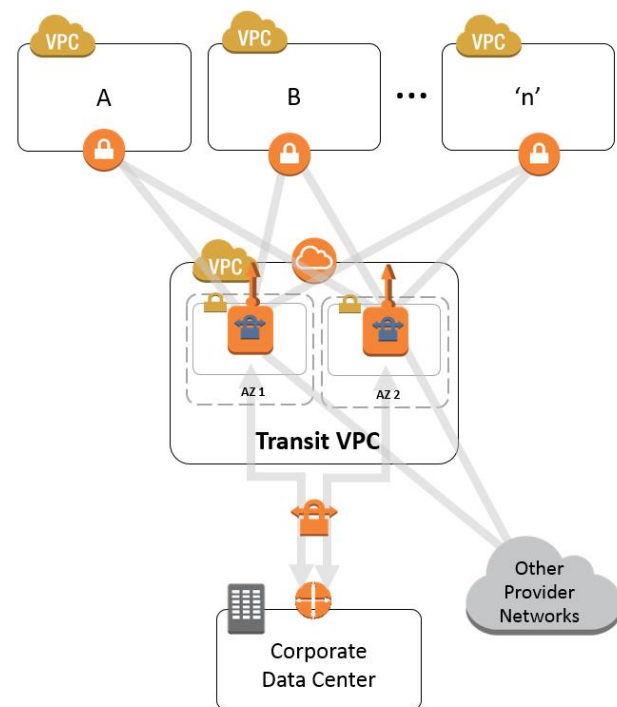 VPC
VPC
VPC
A
B
...
‘n’
VPC
AZ 1
AZ 2
Transit VPC
Other
Provider
Networks
Corporate
Data Center